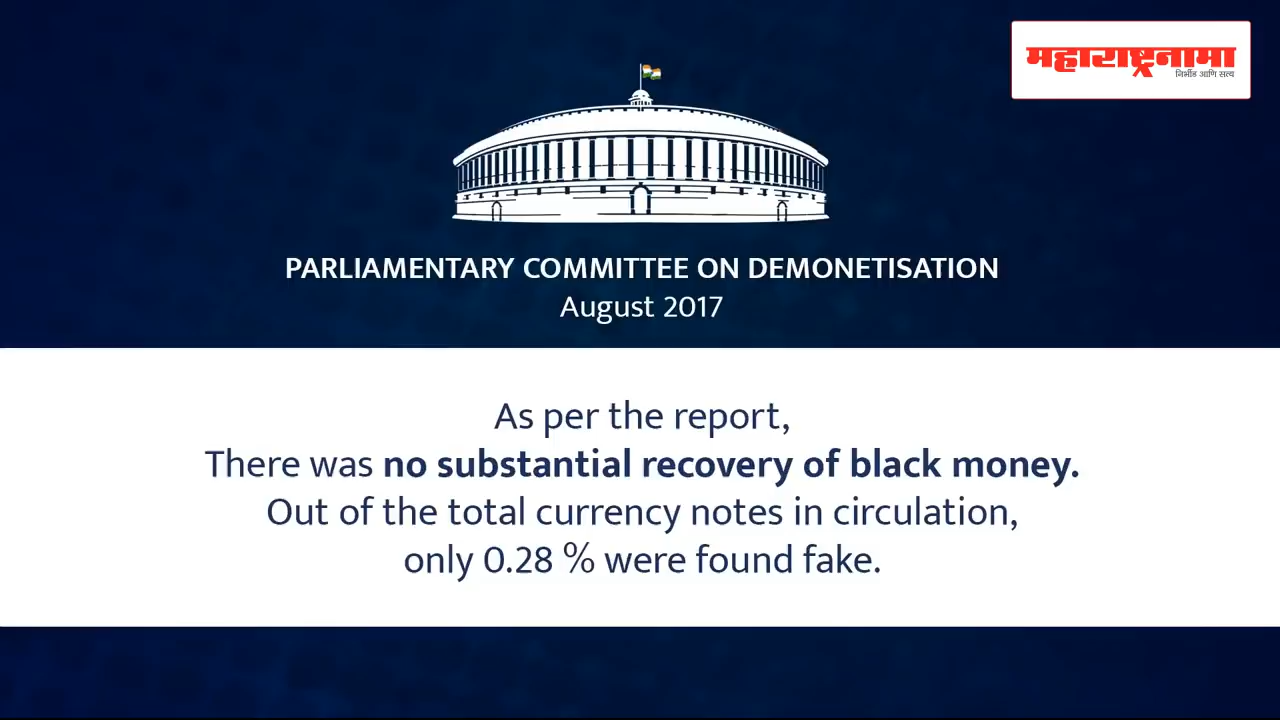 महाराष्ट्रनामा
निर्भीड आणि सत्य
PARLIAMENTARY COMMITTEE ON DEMONETISATION
August 2017
As per the report,
There was no substantial recovery of black money.
Out of the total currency notes in circulation,
only 0.28 % were found fake.